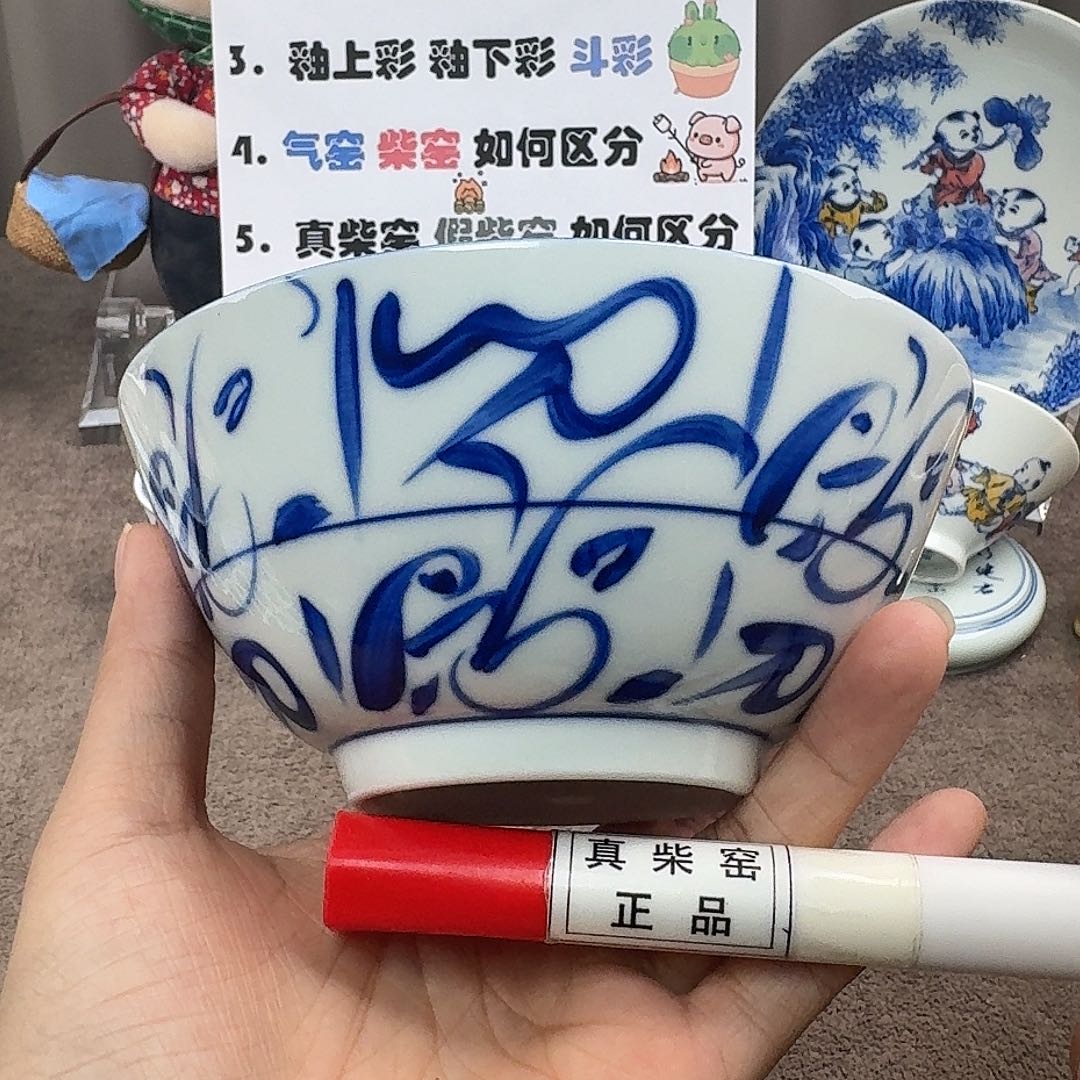 3. 釉上彩 釉下彩 斗彩
4. 气窑 柴窑 如何区分
5. 真柴窑 假柴窑 如何区分
真柴窑
正品